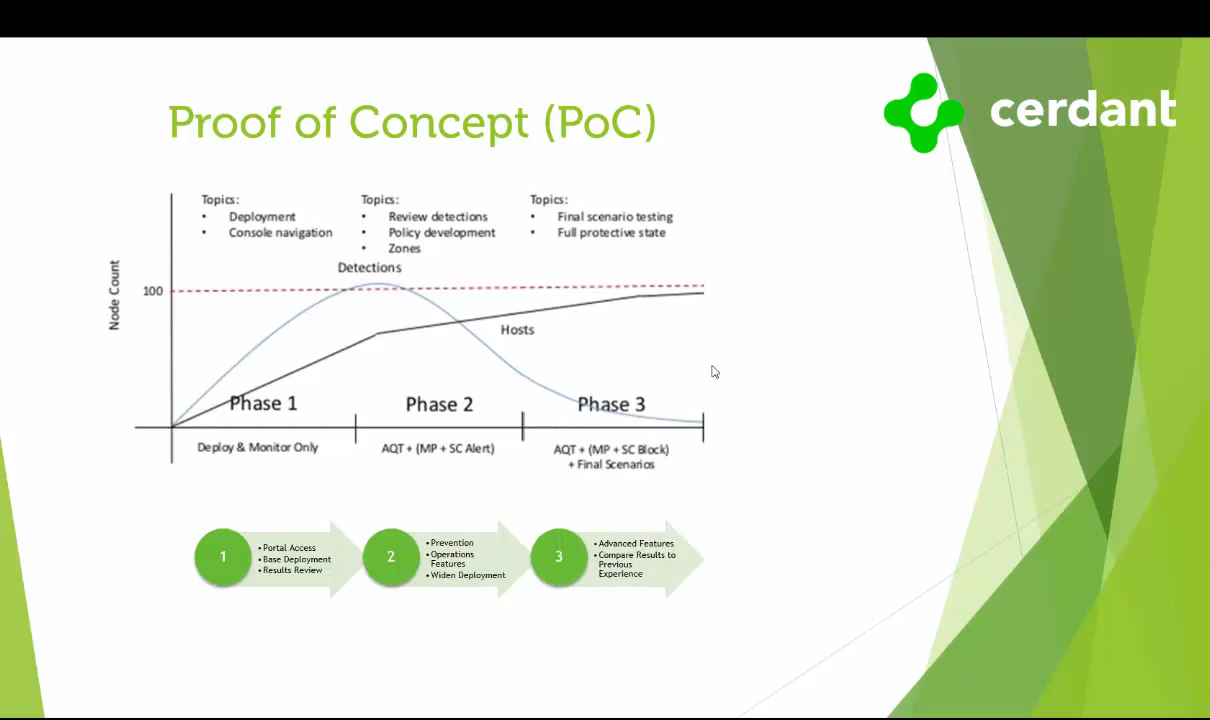 Proof of Concept (PoC)
cerdant
Topics:
• Deployment
• Console navigation
Topics:
• Review detections
• Policy development
• Zones
Topics:
• Final scenario testing
• Full protective state
Detections
Node Count
100
Hosts
Phase 1
Phase 2
Phase 3
Deploy & Monitor Only
AQT + (MP + SC Alert)
AQT + (MP + SC Block)
+ Final Scenarios
1
• Portal Access
• Base Deployment
• Results Review
2
• Prevention
• Operations
Features
• Widen Deployment
3
• Advanced Features
• Compare Results to
Previous
Experience